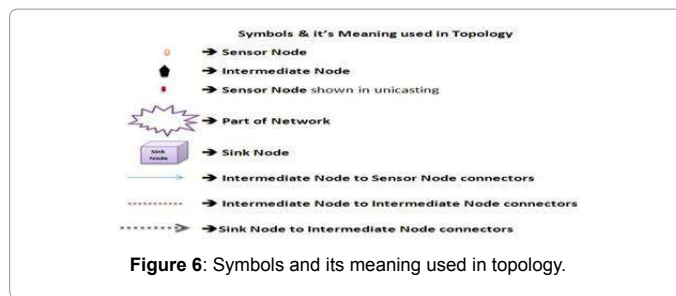 Symbols & it's Meaning used in Topology
➔ Sensor Node
➔ Intermediate Node
➔ Sensor Node shown in unicasting
➔ Part of Network
Sink
Node
➔ Sink Node
➔ Intermediate Node to Sensor Node connectors
➔ Intermediate Node to Intermediate Node connectors
➔ Sink Node to Intermediate Node connectors
Figure 6: Symbols and its meaning used in topology.